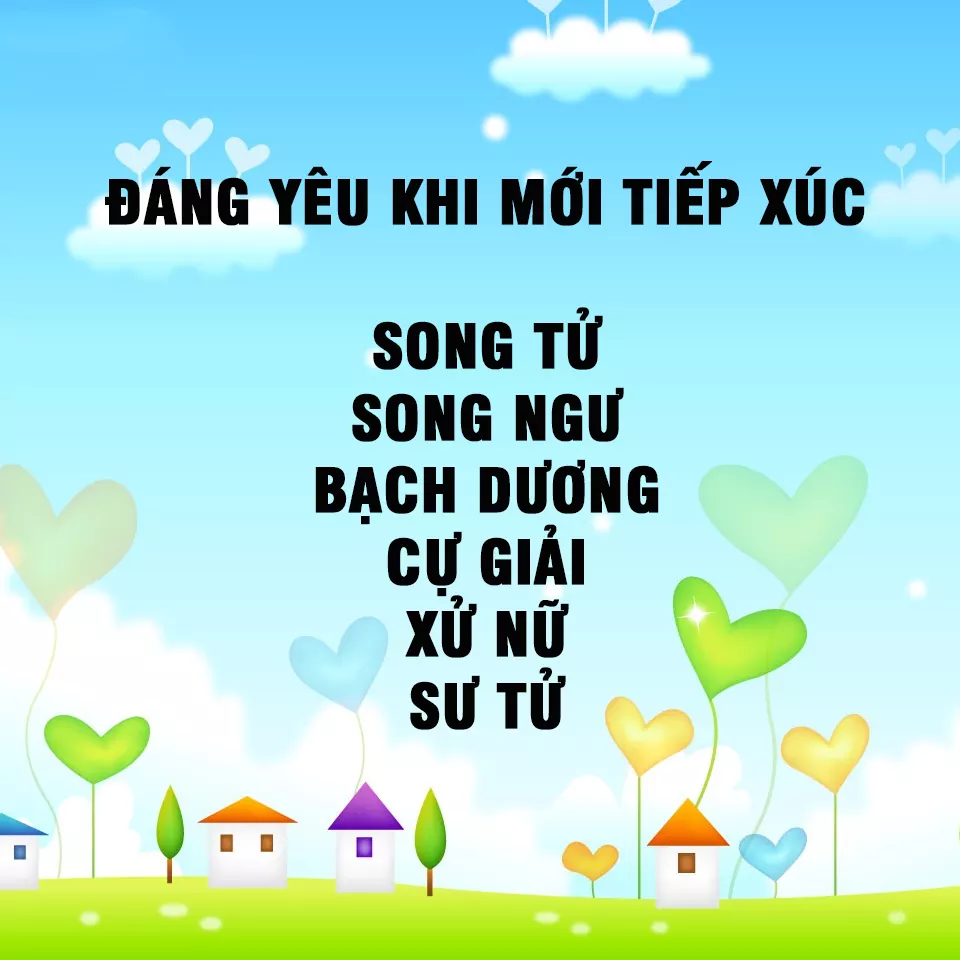 ĐÁNG YÊU KHI MỚI TIẾP XÚC
SONG TỬ
SONG NGƯ
BẠCH DƯƠNG
CỰ GIẢI
XỬ NỮ
SƯ TỬ